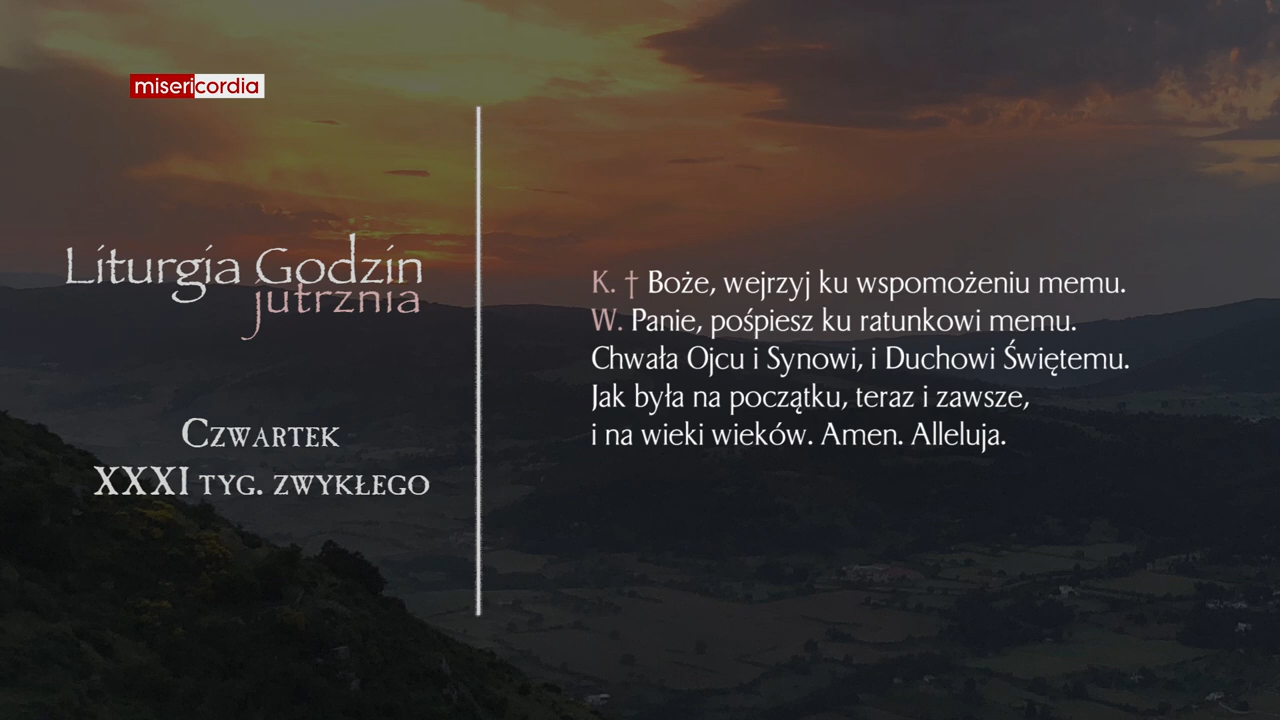 misericordia
Liturgia Godzin
jutrznia
Czwartek
XXXI tyg. zwykłego
K. † Boże, wejrzyj ku wspomożeniu memu.
W. Panie, pośpiesz ku ratunkowi memu.
Chwała Ojcu i Synowi, i Duchowi Świętemu.
Jak była na początku, teraz i zawsze,
i na wieki wieków. Amen. Alleluja.